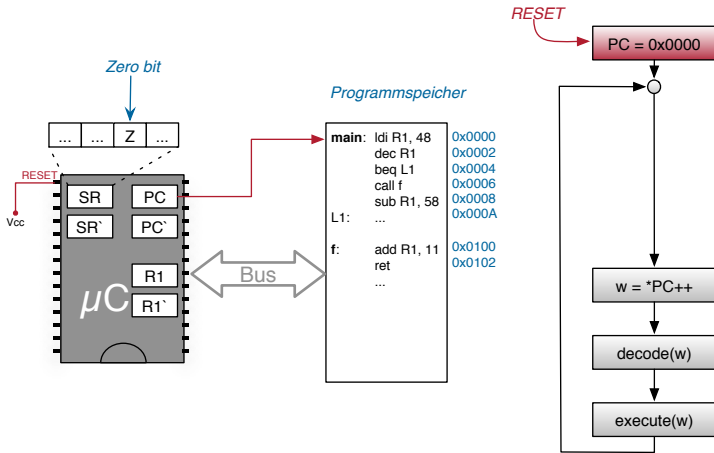 RESET
PC = 0x0000
Zero bit
Programmspeicher
... ... Z ...
main: ldi R1, 48 0x0000
dec R1 0x0002
beq L1 0x0004
call f 0x0006
sub R1, 58 0x0008
L1: ... 0x000A
f: add R1, 11 0x0100
ret 0x0102
...
RESET
Vcc
SR PC
SR` PC`
R1
R1`
µC
Bus
w = *PC++
decode(w)
execute(w)